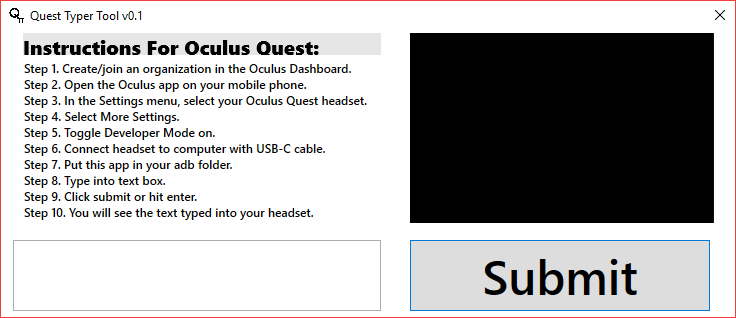 Quest Typer Tool v0.1
Instructions For Oculus Quest:
Step 1. Create/join an organization in the Oculus Dashboard.
Step 2. Open the Oculus app on your mobile phone.
Step 3. In the Settings menu, select your Oculus Quest headset.
Step 4. Select More Settings.
Step 5. Toggle Developer Mode on.
Step 6. Connect headset to computer with USB-C cable.
Step 7. Put this app in your adb folder.
Step 8. Type into text box.
Step 9. Click submit or hit enter.
Step 10. You will see the text typed into your headset.
Submit